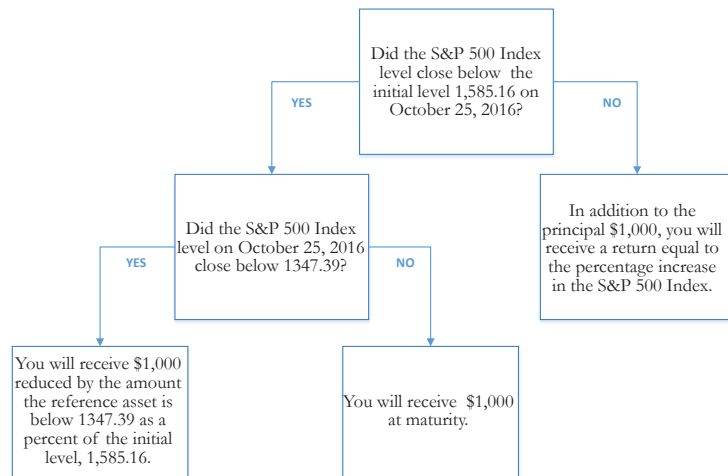 Did the S&P 500 Index
level close below the
initial level 1,585.16 on
October 25, 2016?
YES
NO
Did the S&P 500 Index
level on October 25, 2016
close below 1347.39?
In addition to the
principal $1,000, you will
receive a return equal to
the percentage increase
in the S&P 500 Index.
YES
NO
You will receive $1,000
reduced by the amount
the reference asset is
below 1347.39 as a
percent of the initial
level, 1,585.16.
You will receive $1,000
at maturity.